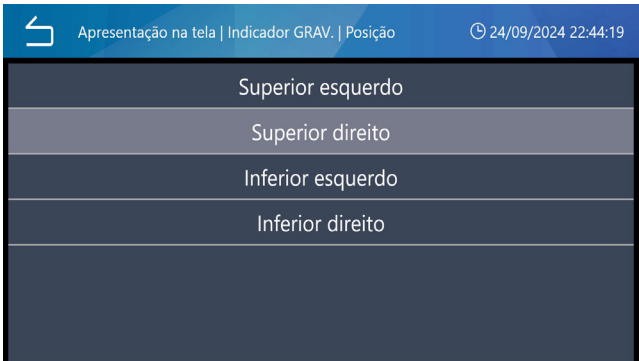 Apresentação na tela | Indicador GRAV. | Posição 24/09/2024 22:44:19
Superior esquerdo
Superior direito
Inferior esquerdo
Inferior direito